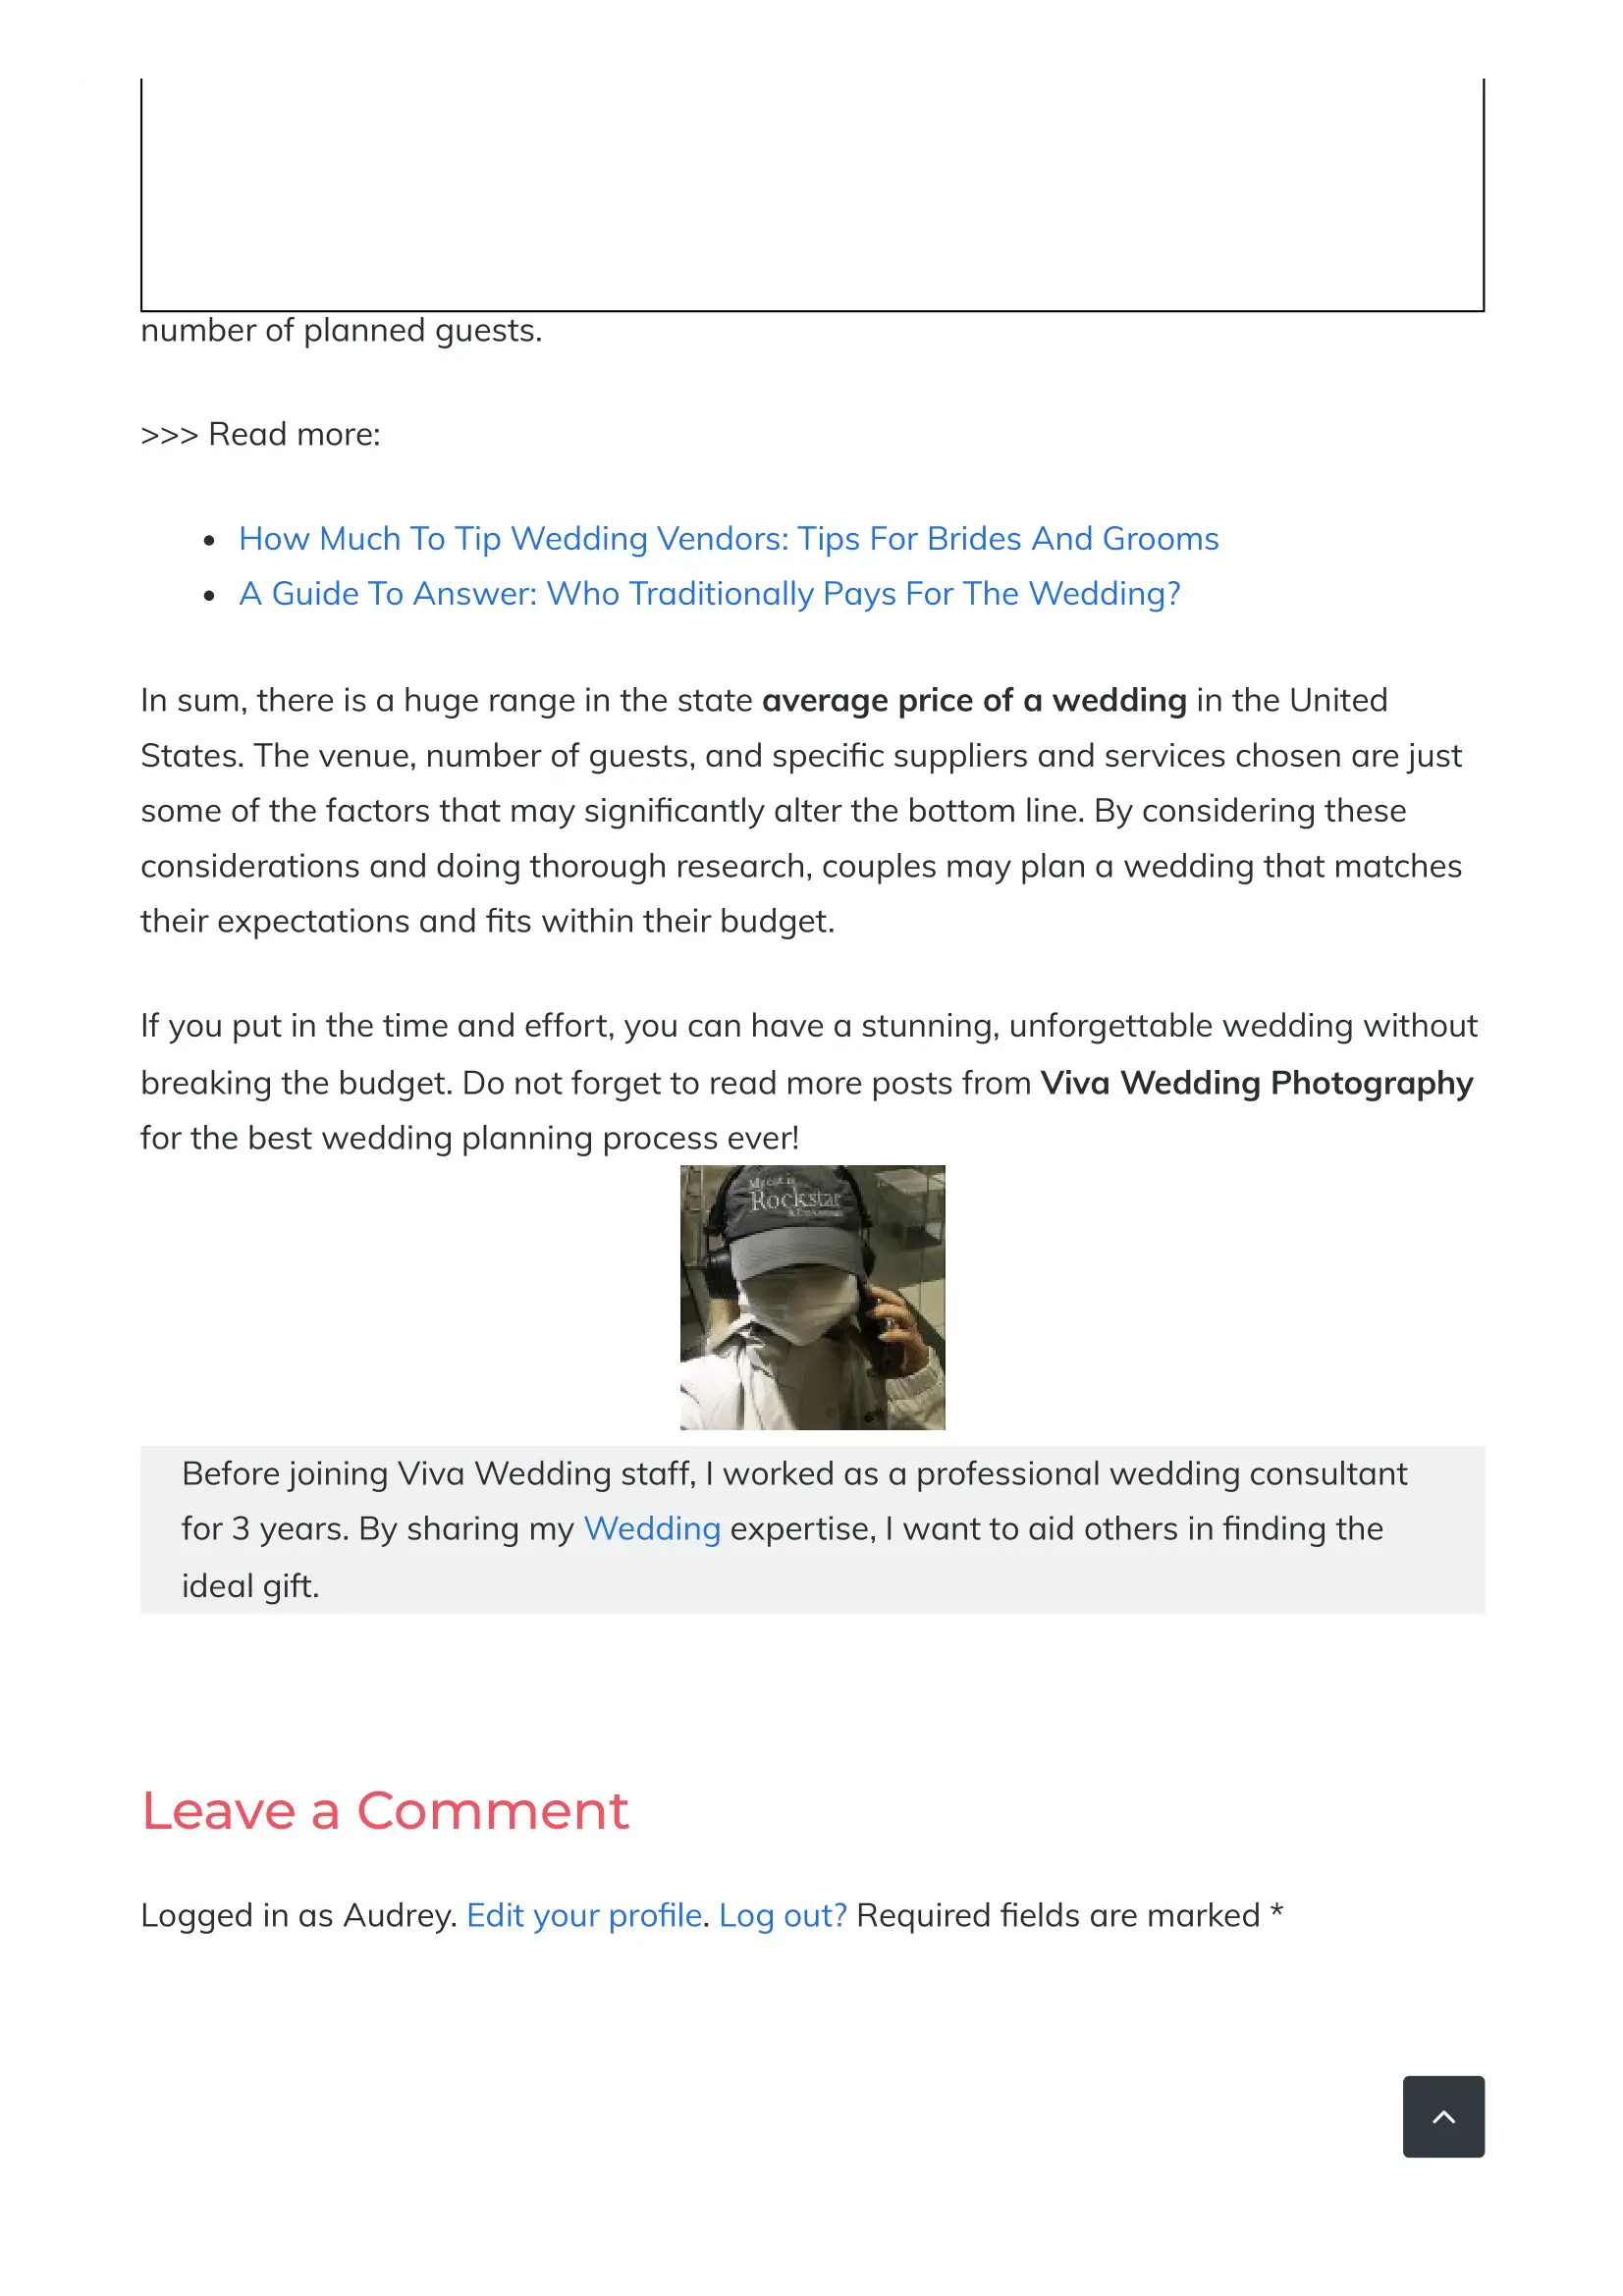 number of planned guests.
>>> Read more:
• How Much To Tip Wedding Vendors: Tips For Brides And Grooms
• A Guide To Answer: Who Traditionally Pays For The Wedding?
In sum, there is a huge range in the state average price of a wedding in the United
States. The venue, number of guests, and specific suppliers and services chosen are just
some of the factors that may significantly alter the bottom line. By considering these
considerations and doing thorough research, couples may plan a wedding that matches
their expectations and fits within their budget.
If you put in the time and effort, you can have a stunning, unforgettable wedding without
breaking the budget. Do not forget to read more posts from Viva Wedding Photography
for the best wedding planning process ever!
Rockstar
Before joining Viva Wedding staff, I worked as a professional wedding consultant
for 3 years. By sharing my Wedding expertise, I want to aid others in finding the
ideal gift.
Leave a Comment
Logged in as Audrey. Edit your profile. Log out? Required fields are marked *